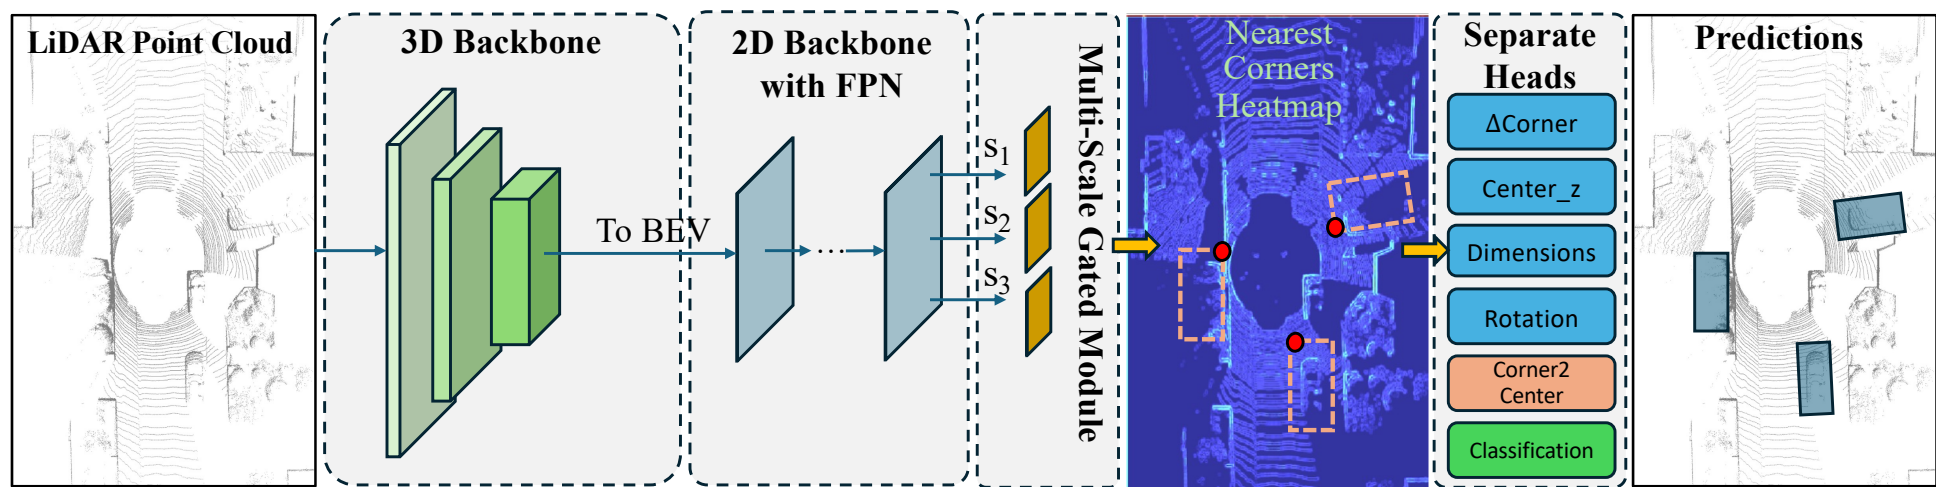 LiDAR Point Cloud
3D Backbone
To BEV
2D Backbone
with FPN
...
S1
S2
S3
Multi-Scale Gated Module
Nearest
Corners
Heatmap
Separate
Heads
ΔCorner
Center_z
Dimensions
Rotation
Corner2
Center
Classification
Predictions